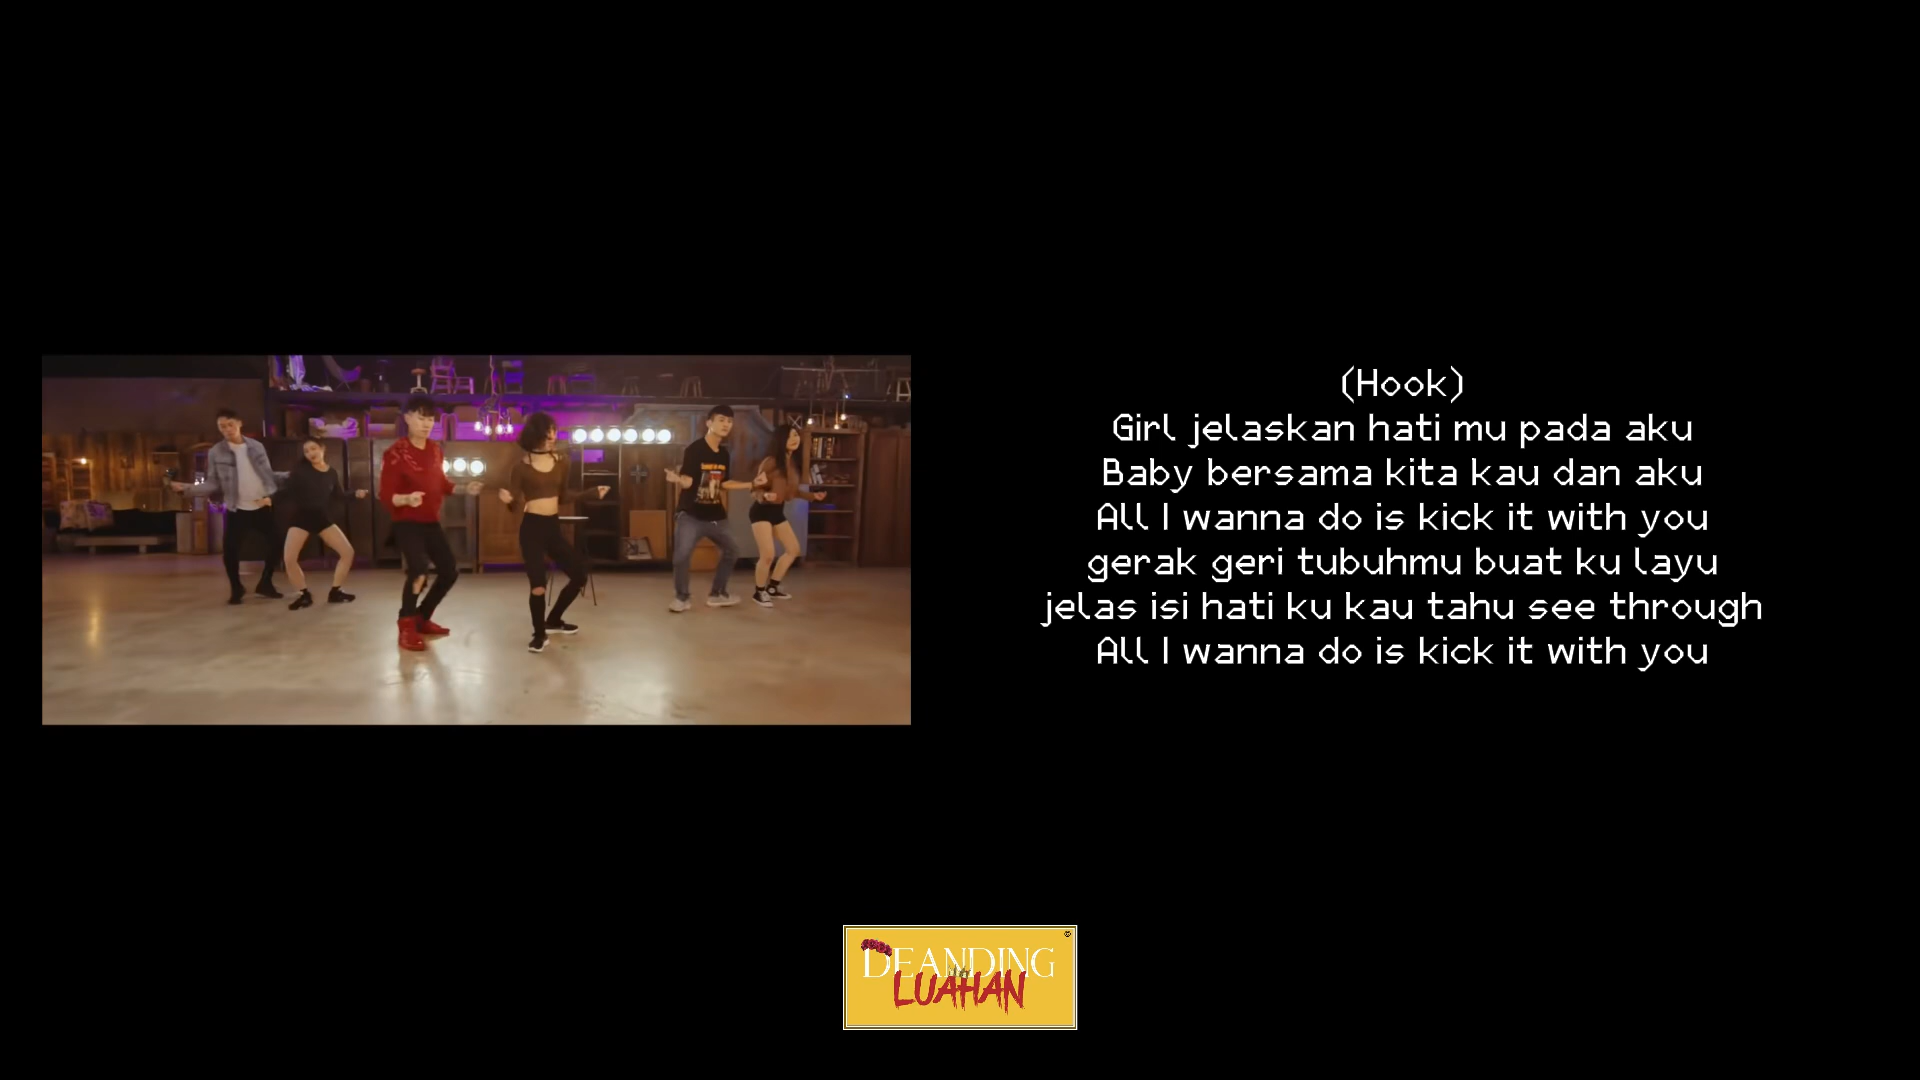 (Hook)
Girl jelaskan hati mu pada aku
Baby bersama kita kau dan aku
All I wanna do is kick it with you
gerak geri tubuhmu buat ku layu
jelas isi hati ku kau tahu see through
All I wanna do is kick it with you
DEANDING
LUAHAN